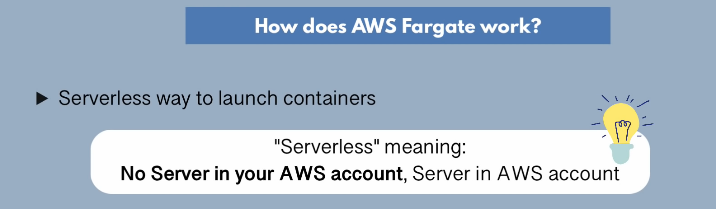 How does AWS Fargate work?
Serverless way to launch containers
"Serverless" meaning:
No Server in your AWS account, Server in AWS account